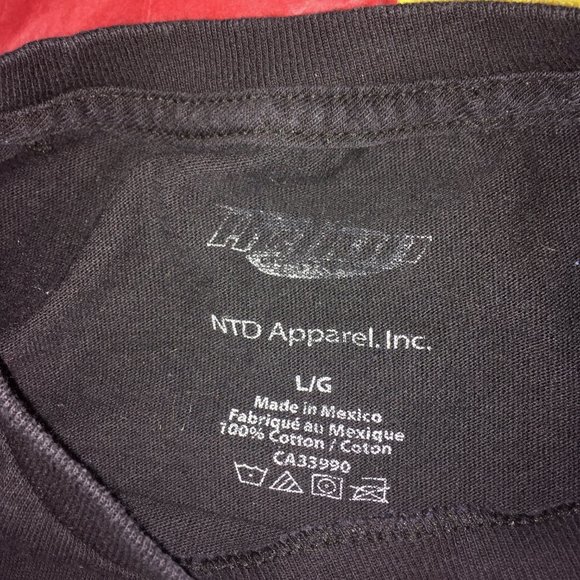 NTD Apparel. Inc.
L/G
Made in Mexico
Fabriqué au Mexique
100% Cotton / Coton
CA33990